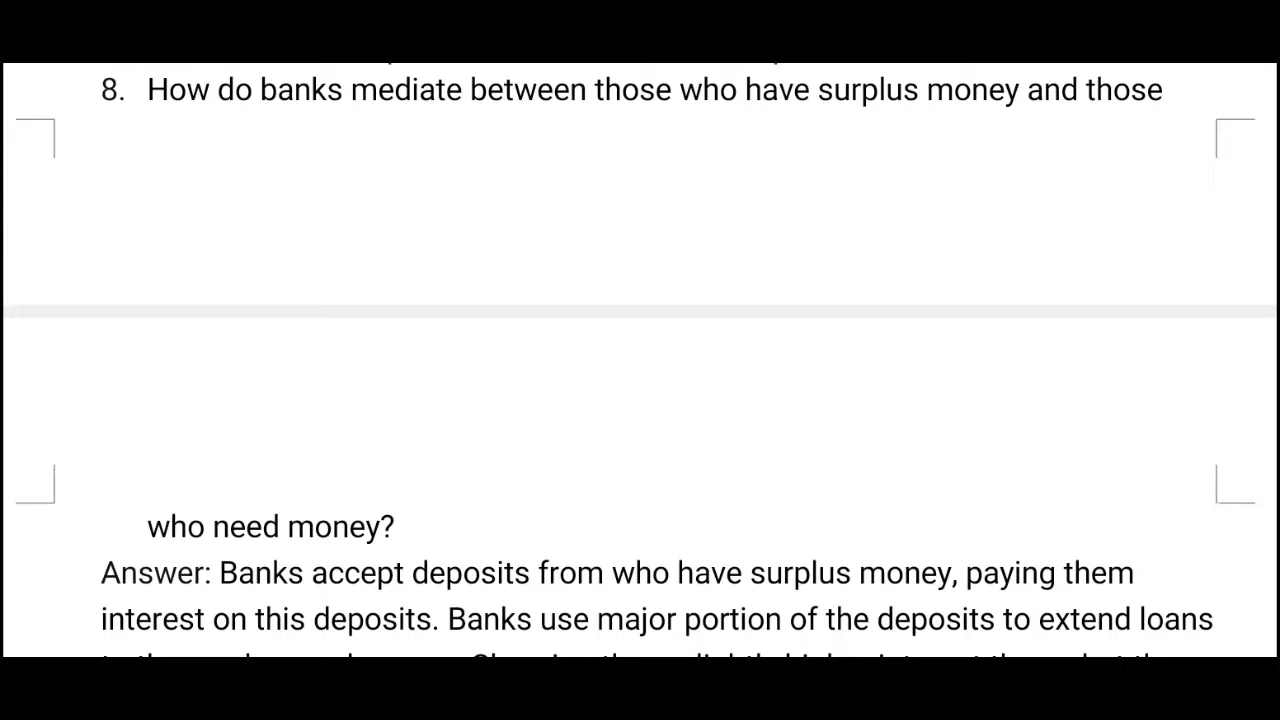 8. How do banks mediate between those who have surplus money and those
who need money?
Answer: Banks accept deposits from who have surplus money, paying them
interest on this deposits. Banks use major portion of the deposits to extend loans